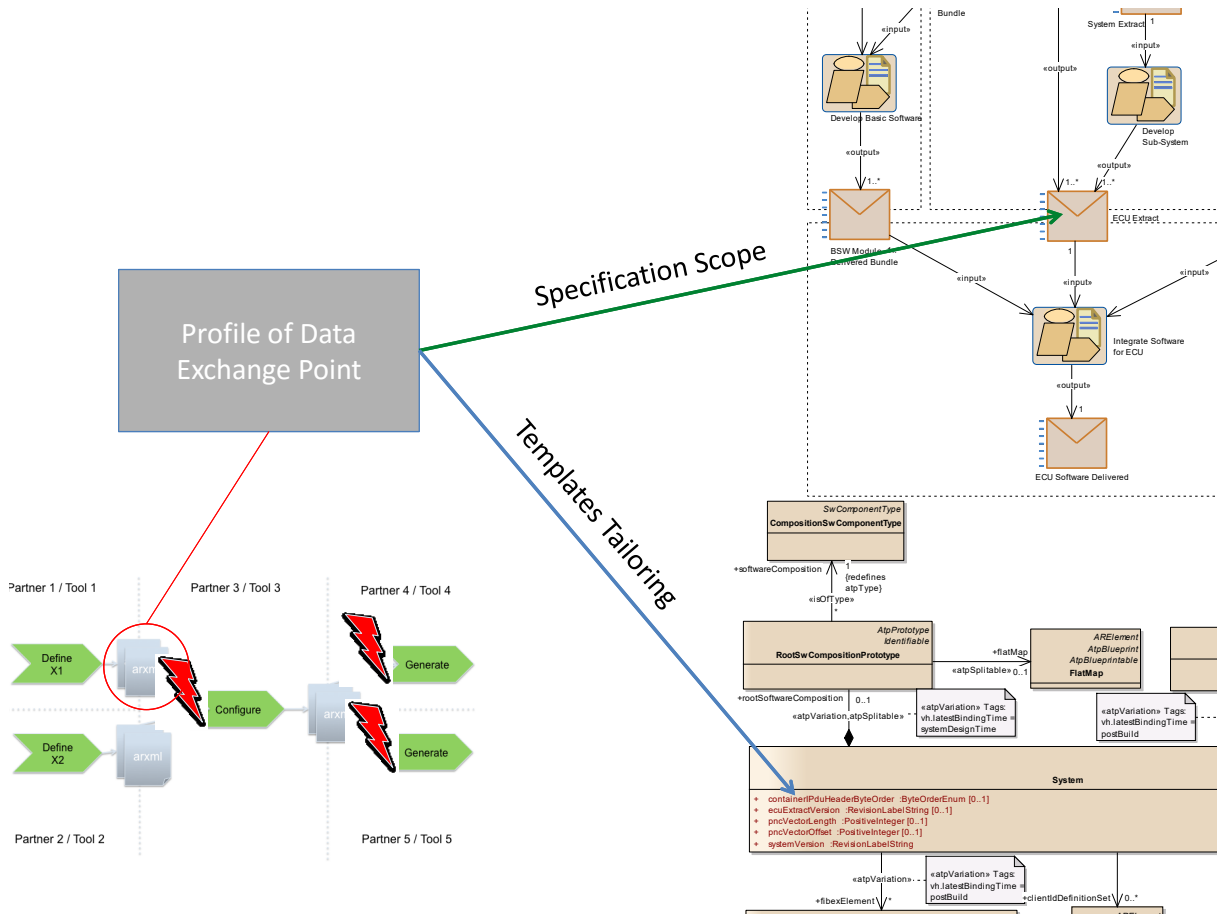 Bundle
«input»
Develop Basic Software
«output»
1..*
BSW Module
Delivered Bundle
System Extract
1
«input»
«output»
Develop
Sub-System
«output»
1..*
1..*
ECU Extract
1
«input»
«input»
«input»
Integrate Software
for ECU
«output»
1
ECU Software Delivered
Specification Scope
Profile of Data
Exchange Point
Templates Tailoring
Partner 1 / Tool 1
Partner 3 / Tool 3
Partner 4 / Tool 4
Define
X1
arxml
Generate
Configure
arxml
Define
X2
arxml
Generate
Partner 2 / Tool 2
Partner 5 / Tool 5
SwComponentType
CompositionSwComponentType
+softwareComposition
1
{redefines
atpType}
«isOfType»
*
AtpPrototype
Identifiable
RootSwCompositionPrototype
+flatMap
«atpSplitable»
0..1
ARElement
AtpBlueprint
AtpBlueprintable
FlatMap
+rootSoftwareComposition
0..1
«atpVariation,atpSplitable»
«atpVariation» Tags:
vh.latestBindingTime =
systemDesignTime
«atpVariation» Tags:
vh.latestBindingTime =
postBuild
System
+ containerIPduHeaderByteOrder :ByteOrderEnum [0..1]
+ ecuExtractVersion :RevisionLabelString [0..1]
+ pncVectorLength :PositiveInteger [0..1]
+ pncVectorOffset :PositiveInteger [0..1]
+ systemVersion :RevisionLabelString
«atpVariation»
«atpVariation» Tags:
vh.latestBindingTime =
postBuild
+fibexElement
*
+clientIdDefinitionSet
0..*